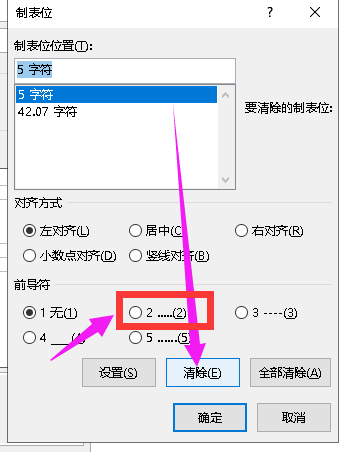 制表位
制表位位置(T):
5 字符
5 字符
42.07 字符
要清除的制表位:
对齐方式
左对齐(L) 居中(C) 右对齐(R)
小数点对齐(D) 竖线对齐(B)
前导符
1 无(1) 2 .....(2) 3 ----(3)
4 ___(4) 5 ......(5)
设置(S) 清除(E) 全部清除(A)
确定 取消